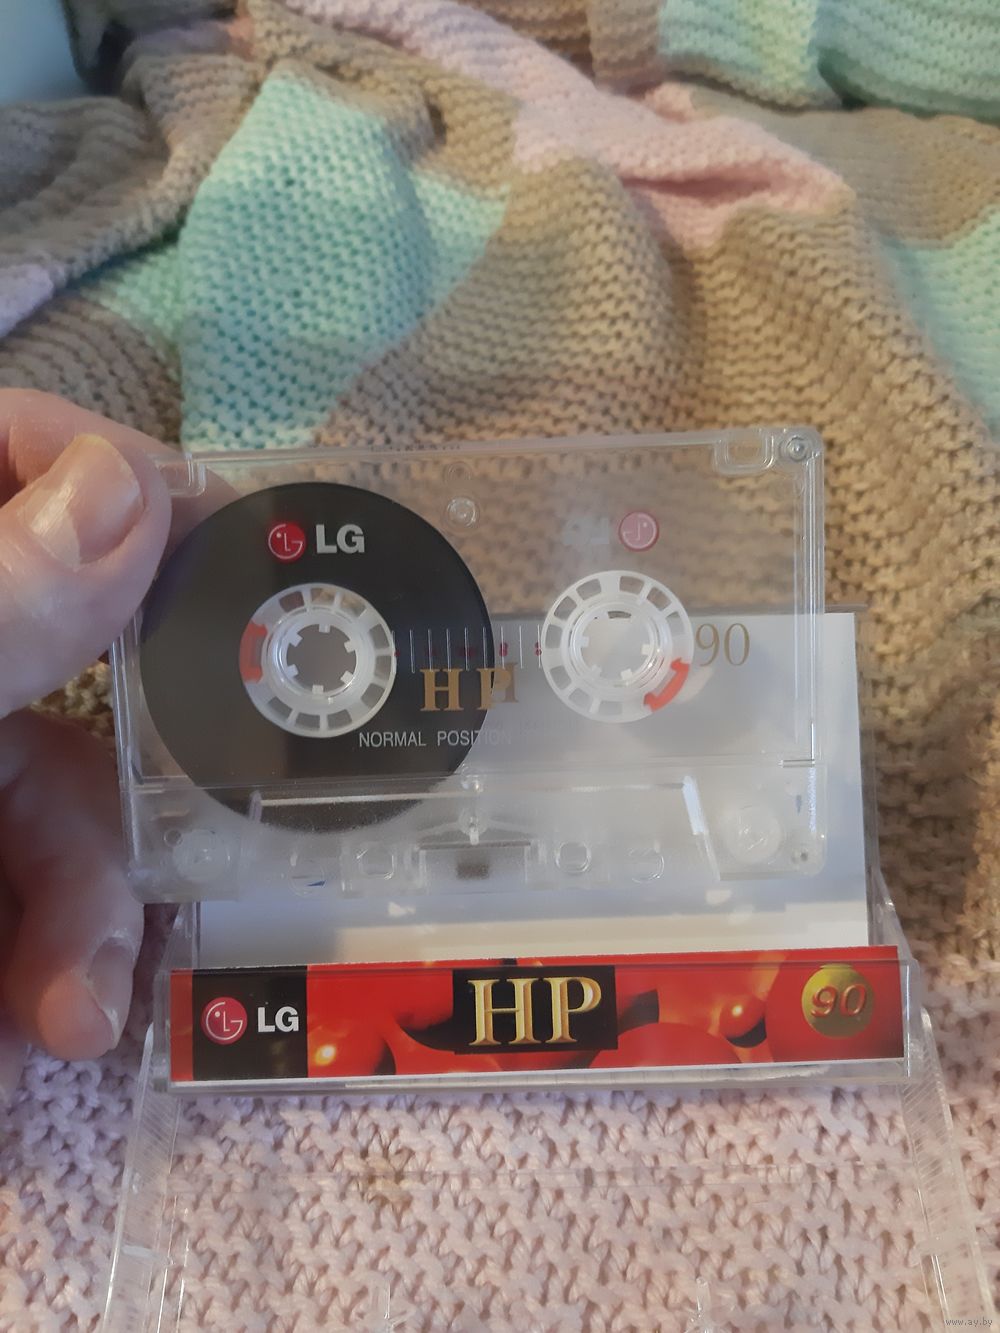 LG
90
HP
NORMAL POSITION
LG HP 90
www.ay.by